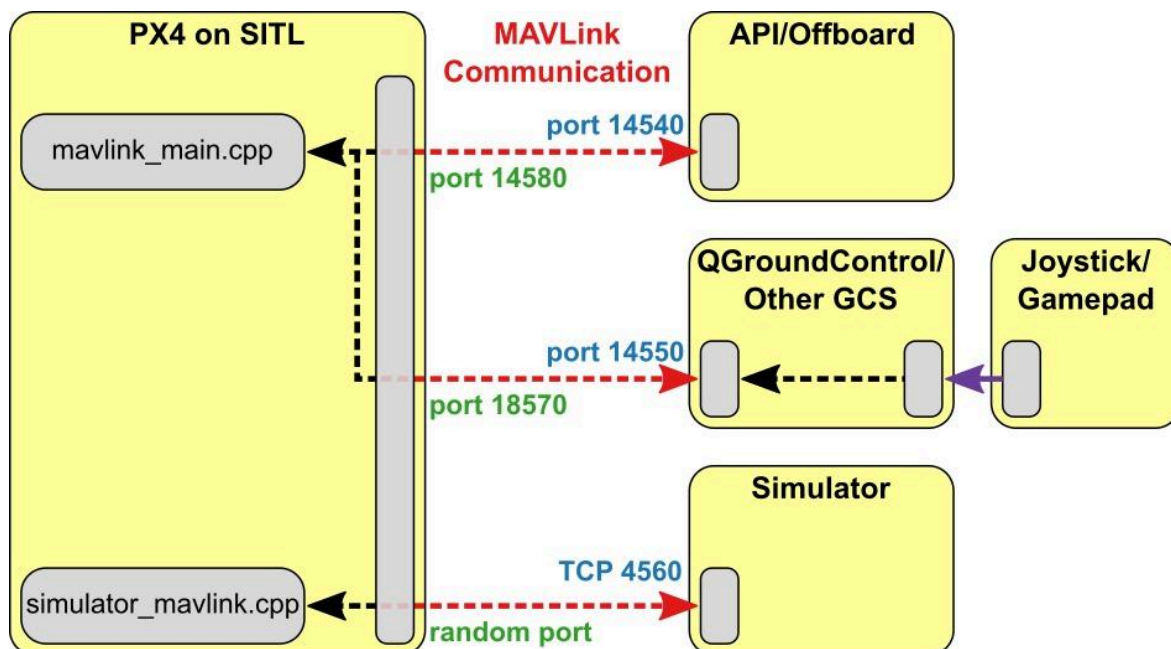 PX4 on SITL
MAVLink
Communication
API/Offboard
mavlink_main.cpp
port 14540
port 14580
QGroundControl/
Other GCS
Joystick/
Gamepad
port 14550
port 18570
Simulator
simulator_mavlink.cpp
TCP 4560
random port